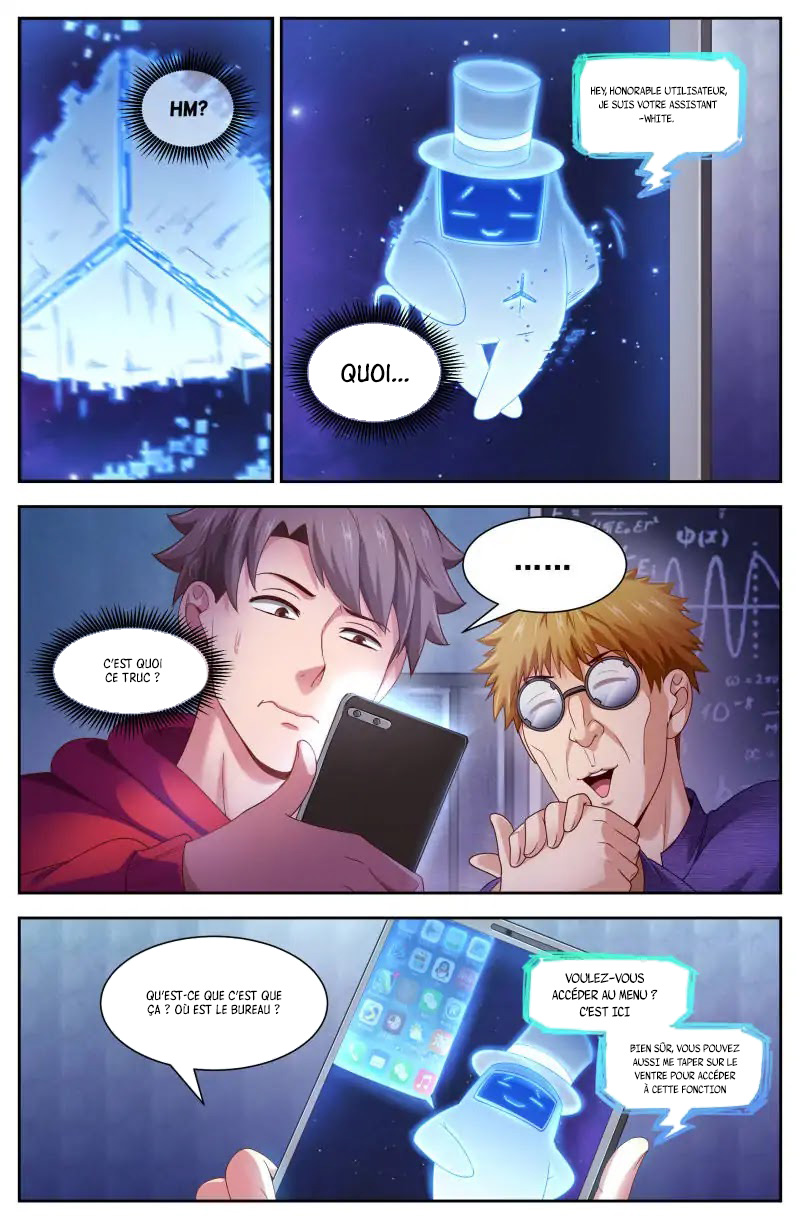 HM?
HEY, HONORABLE UTILISATEUR,
JE SUIS VOTRE ASSISTANT
-WHITE.
QUOI...
C'EST QUOI
CE TRUC ?
......
Ψ(X)
10⁻⁸
QU'EST-CE QUE C'EST QUE
ÇA ? OÙ EST LE BUREAU ?
VOULEZ-VOUS
ACCÉDER AU MENU ?
C'EST ICI
BIEN SÛR, VOUS POUVEZ
AUSSI ME TAPER SUR LE
VENTRE POUR ACCÉDER
À CETTE FONCTION